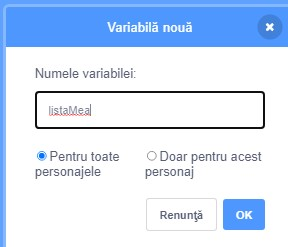 Variabilă nouă
Numele variabilei:
listaMea
Pentru toate personajele
Doar pentru acest personaj
Renunţă
OK